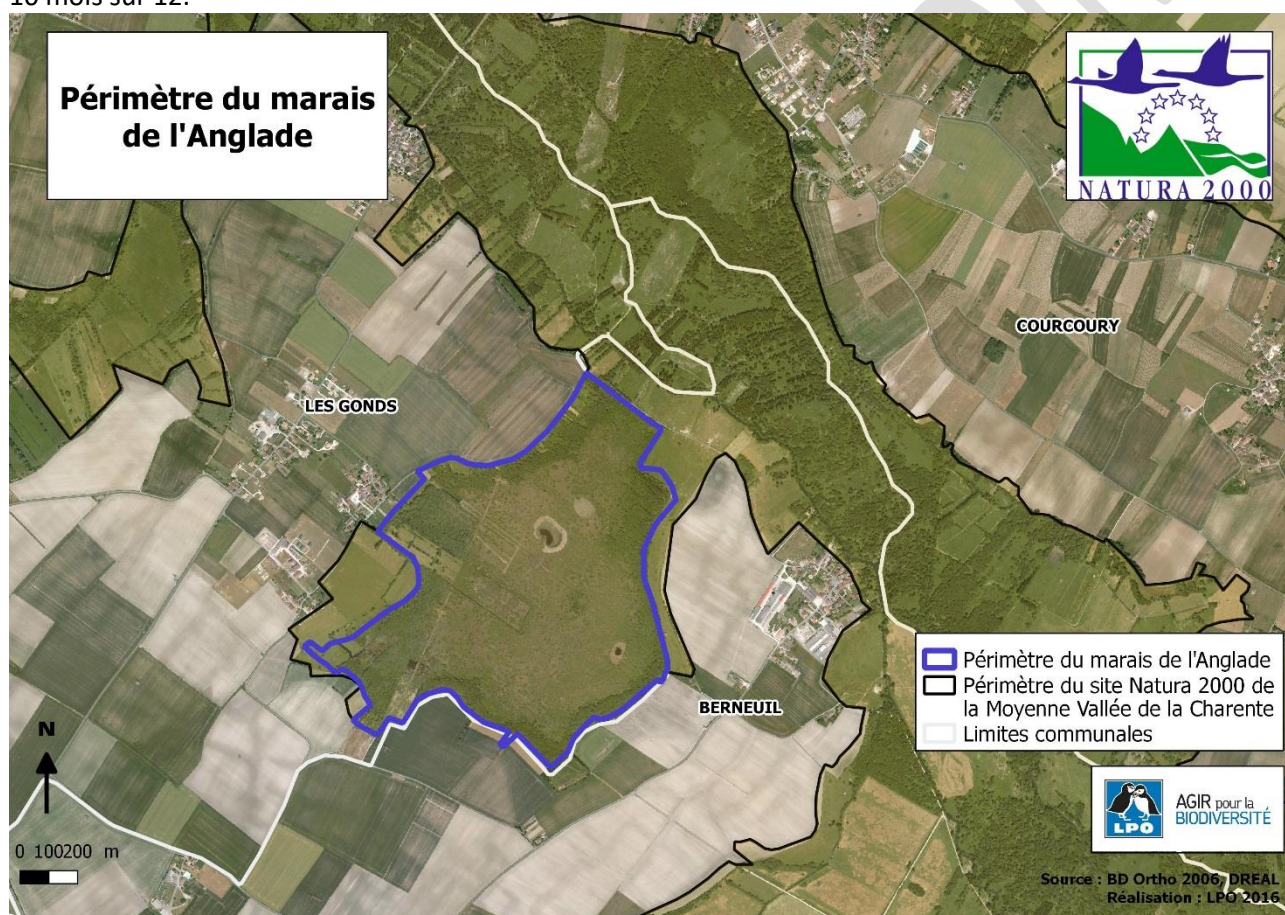 10 mois sur 12.
Périmètre du marais
de l'Anglade
NATURA 2000
COURCOURY
LES GONDS
BERNEUIL
Périmètre du marais de l'Anglade
Périmètre du site Natura 2000 de
la Moyenne Vallée de la Charente
Limites communales
N
0 100200 m
LPO
AGIR pour la
BIODIVERSITÉ
Source : BD Ortho 2006, DREAL
Réalisation : LPO 2016